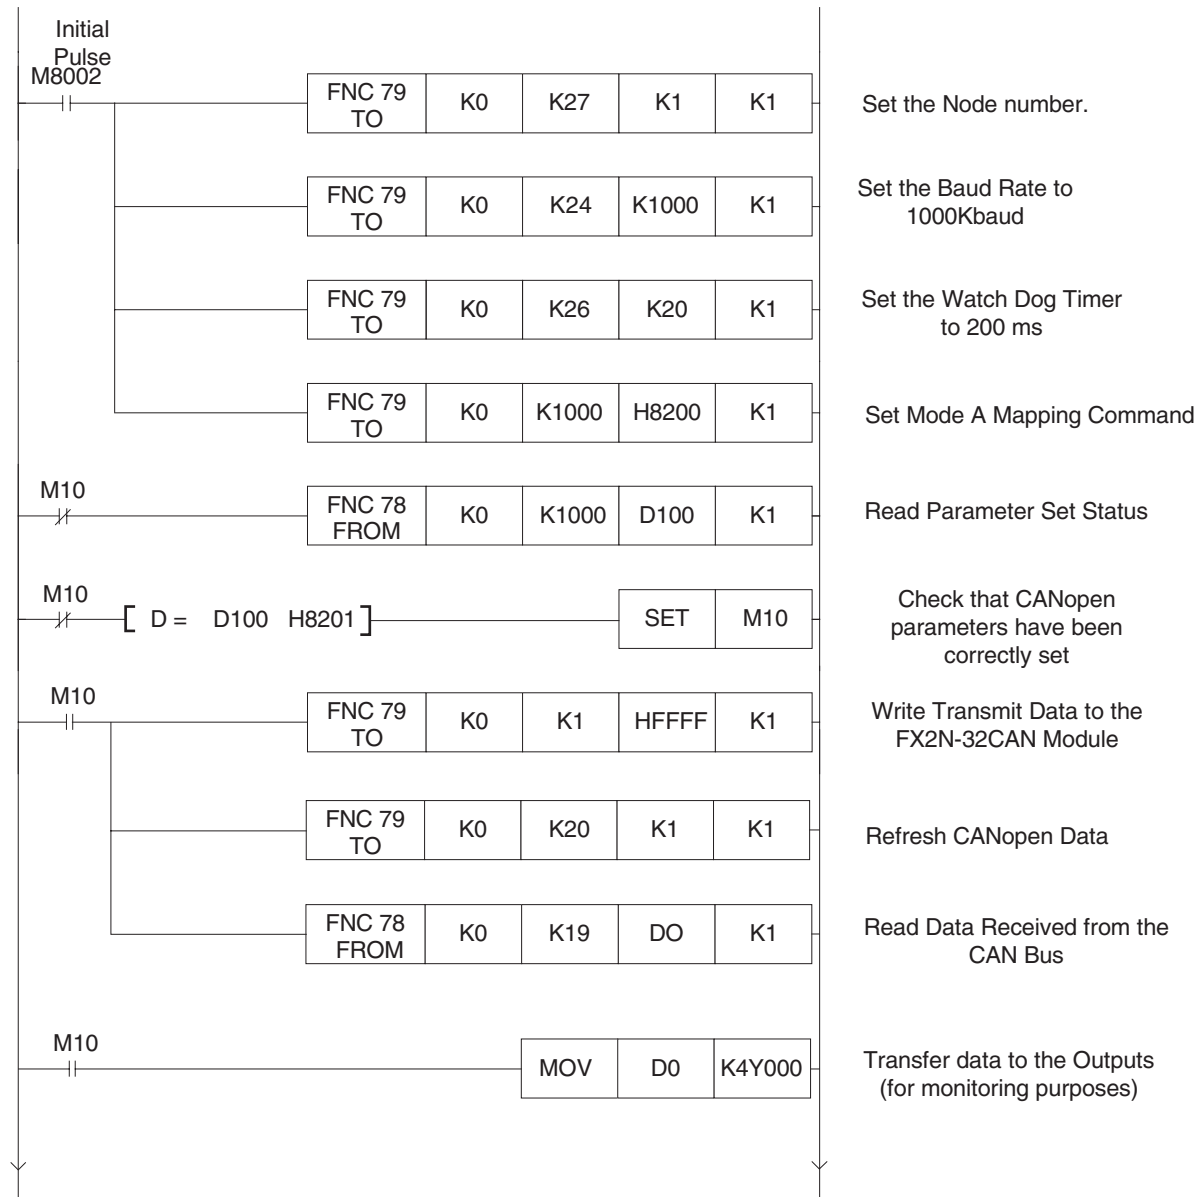 Initial
Pulse
M8002
FNC 79
TO
K0
K27
K1
K1
Set the Node number.
FNC 79
TO
K0
K24
K1000
K1
Set the Baud Rate to
1000Kbaud
FNC 79
TO
K0
K26
K20
K1
Set the Watch Dog Timer
to 200 ms
FNC 79
TO
K0
K1000
H8200
K1
Set Mode A Mapping Command
M10
FNC 78
FROM
K0
K1000
D100
K1
Read Parameter Set Status
M10
[ D = D100 H8201 ]
SET
M10
Check that CANopen
parameters have been
correctly set
M10
FNC 79
TO
K0
K1
HFFFF
K1
Write Transmit Data to the
FX2N-32CAN Module
FNC 79
TO
K0
K20
K1
K1
Refresh CANopen Data
FNC 78
FROM
K0
K19
DO
K1
Read Data Received from the
CAN Bus
M10
MOV
D0
K4Y000
Transfer data to the Outputs
(for monitoring purposes)